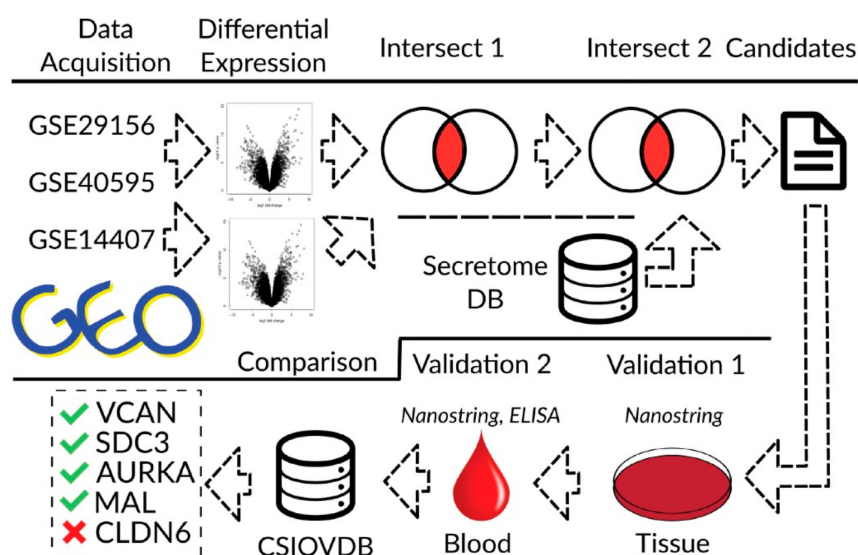 Data
Acquisition
Differential
Expression
Intersect 1
Intersect 2
Candidates
GSE29156
GSE40595
GSE14407
GEO
Secretome
DB
Comparison
Validation 2
Validation 1
Nanostring, ELISA
Nanostring
VCAN
SDC3
AURKA
MAL
CLDN6
CSIOVDB
Blood
Tissue